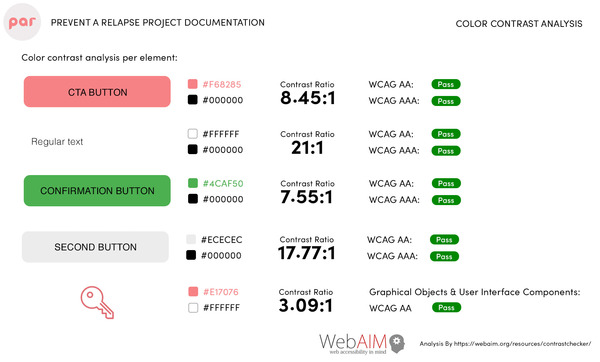 par
PREVENT A RELAPSE PROJECT DOCUMENTATION
COLOR CONTRAST ANALYSIS
Color contrast analysis per element:
CTA BUTTON
#F68285
#000000
Contrast Ratio
8.45:1
WCAG AA: Pass
WCAG AAA: Pass
Regular text
#FFFFFF
#000000
Contrast Ratio
21:1
WCAG AA: Pass
WCAG AAA: Pass
CONFIRMATION BUTTON
#4CAF50
#000000
Contrast Ratio
7.55:1
WCAG AA: Pass
WCAG AAA: Pass
SECOND BUTTON
#ECECEC
#000000
Contrast Ratio
17.77:1
WCAG AA: Pass
WCAG AAA: Pass
#E17076
#FFFFFF
Contrast Ratio
3.09:1
Graphical Objects & User Interface Components:
WCAG AA Pass
WebAIM
web accessibility in mind
Analysis By https://webaim.org/resources/contrastchecker/